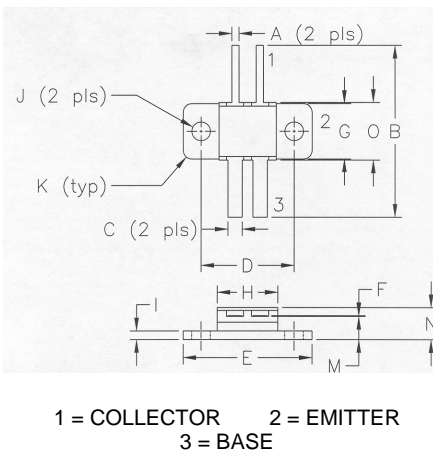 A (2 pls)
1
J (2 pls)
2
G O B
K (typ)
3
C (2 pls)
D
H
F
I
N
E
M
1 = COLLECTOR 2 = EMITTER
3 = BASE